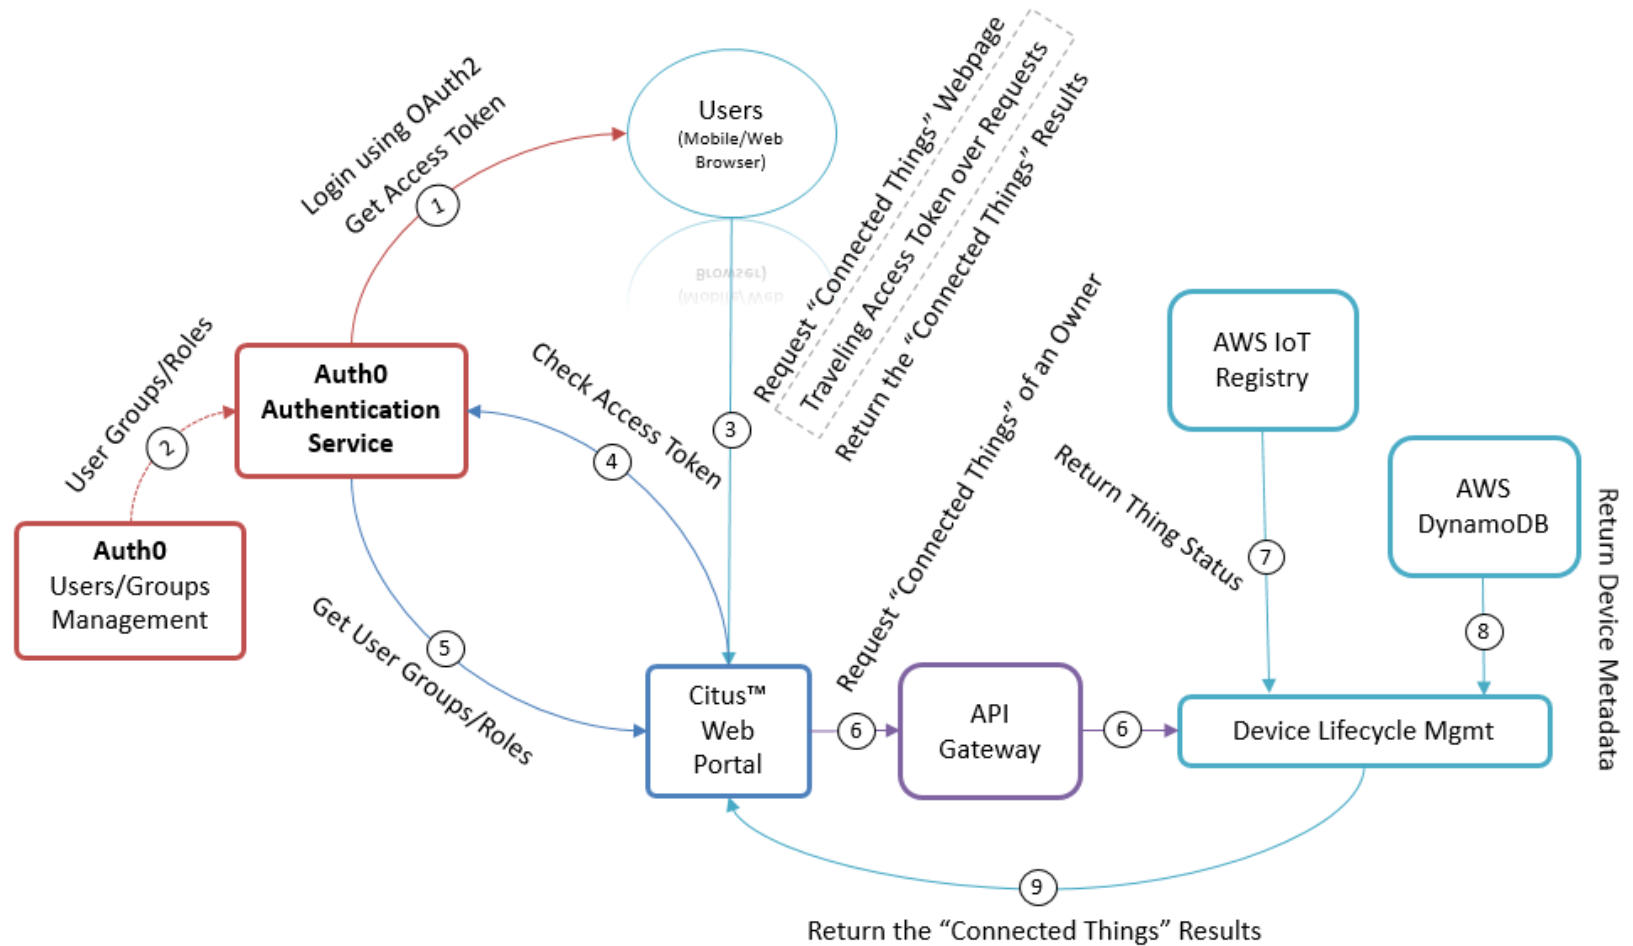 Login using OAuth2
Get Access Token
1
Users
(Mobile/Web
Browser)
Browser)
(Mobile/Web
Request “Connected Things” Webpage
Traveling Access Token over Requests
Return the “Connected Things” Results
User Groups/Roles
2
Auth0
Authentication
Service
Check Access Token
4
3
Request “Connected Things” of an Owner
AWS IoT
Registry
Return Thing Status
7
AWS
DynamoDB
8
Return Device Metadata
Auth0
Users/Groups
Management
Get User Groups/Roles
5
Citus™
Web
Portal
6
API
Gateway
6
Device Lifecycle Mgmt
9
Return the “Connected Things” Results